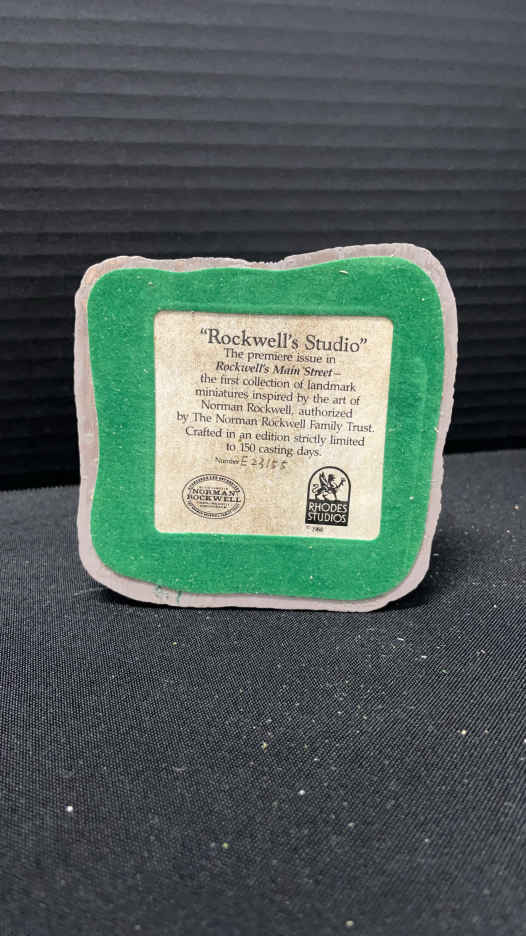 “Rockwell’s Studio”
The premiere issue in
Rockwell’s Main Street–
the first collection of landmark
miniatures inspired by the art of
Norman Rockwell, authorized
by The Norman Rockwell Family Trust.
Crafted in an edition strictly limited
to 150 casting days.
Number E 23155
NORMAN
ROCKWELL
RHODES
STUDIOS